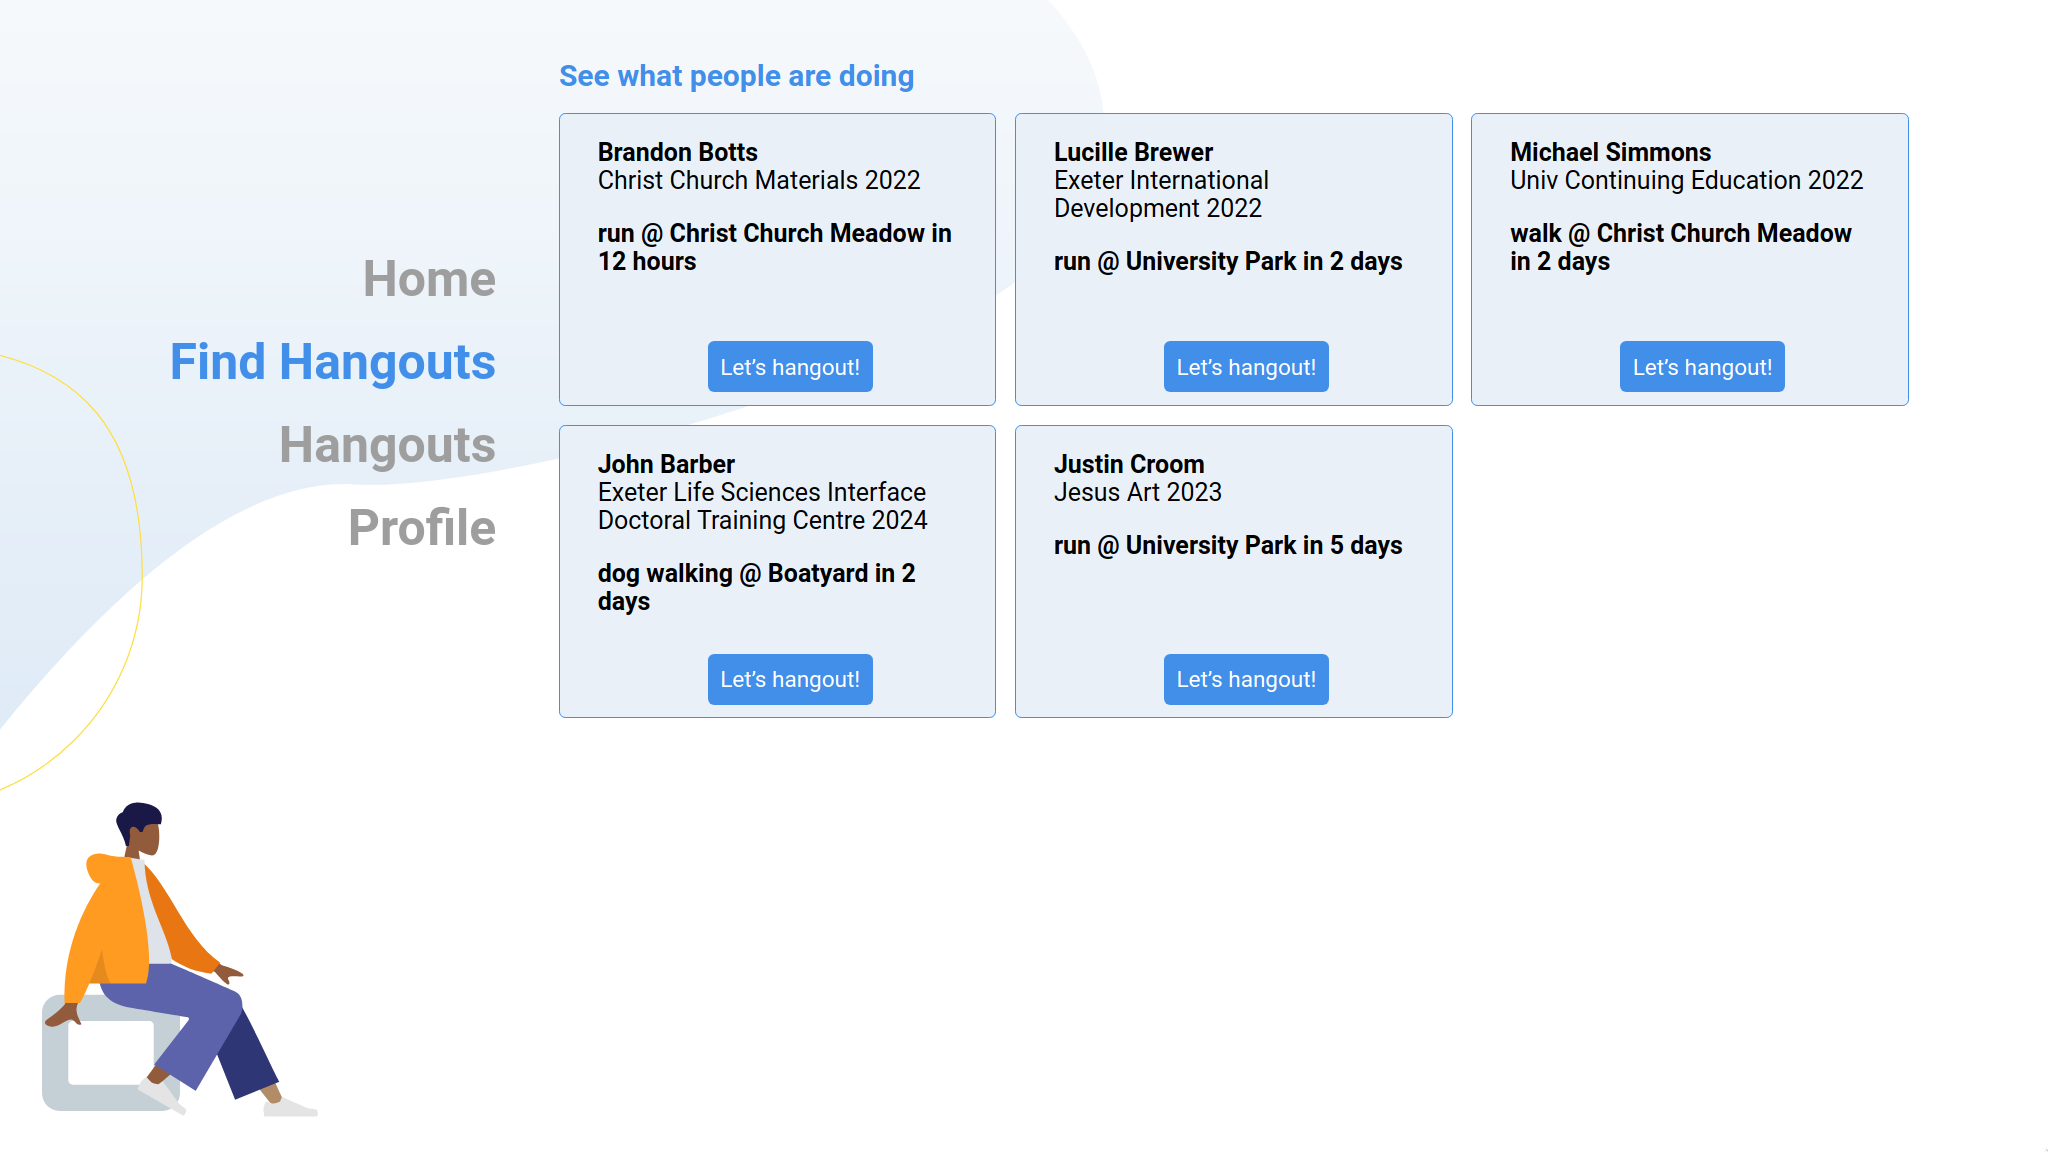 See what people are doing
Home
Find Hangouts
Hangouts
Profile
Brandon Botts
Christ Church Materials 2022
run @ Christ Church Meadow in
12 hours
Let's hangout!
Lucille Brewer
Exeter International
Development 2022
run @ University Park in 2 days
Let's hangout!
Michael Simmons
Univ Continuing Education 2022
walk @ Christ Church Meadow
in 2 days
Let's hangout!
John Barber
Exeter Life Sciences Interface
Doctoral Training Centre 2024
dog walking @ Boatyard in 2
days
Let's hangout!
Justin Croom
Jesus Art 2023
run @ University Park in 5 days
Let's hangout!